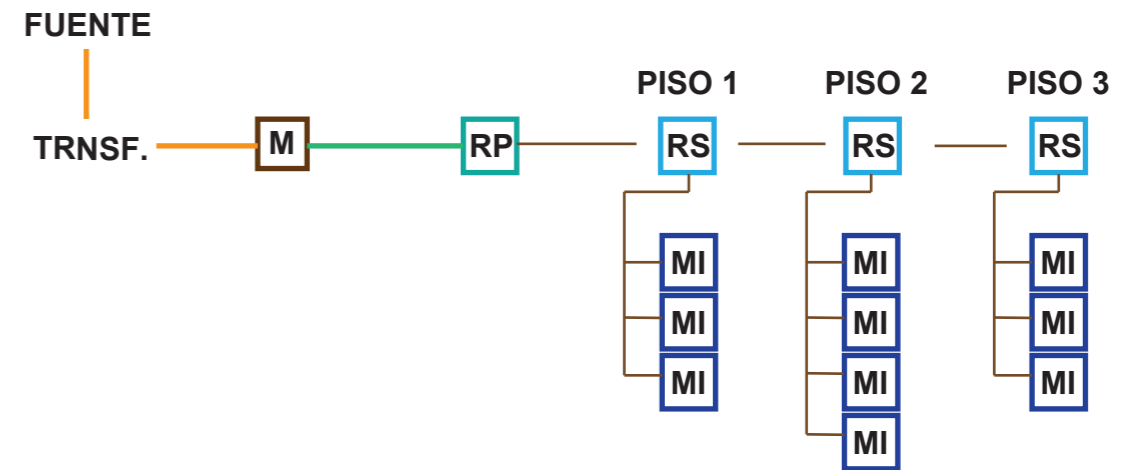 FUENTE
PISO 1 PISO 2 PISO 3
TRNSF. M RP RS RS RS
MI MI MI
MI MI MI
MI MI MI
MI